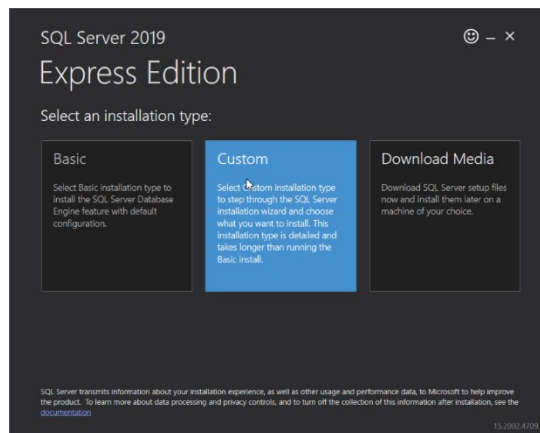 SQL Server 2019
Express Edition
Select an installation type:
Basic
Select Basic installation type to
install the SQL Server Database
Engine feature with default
configuration.
Custom
Select Custom installation type
to step through the SQL Server
installation wizard and choose
what you want to install. This
installation type is detailed and
takes longer than running the
Basic install.
Download Media
Download SQL Server setup files
now and install them later on a
machine of your choice.
SQL Server transmits information about your installation experience, as well as other usage and performance data, to Microsoft to help improve
the product. To learn more about data processing and privacy controls, and to turn off the collection of this information after installation, see the
documentation
15.2002.4709.